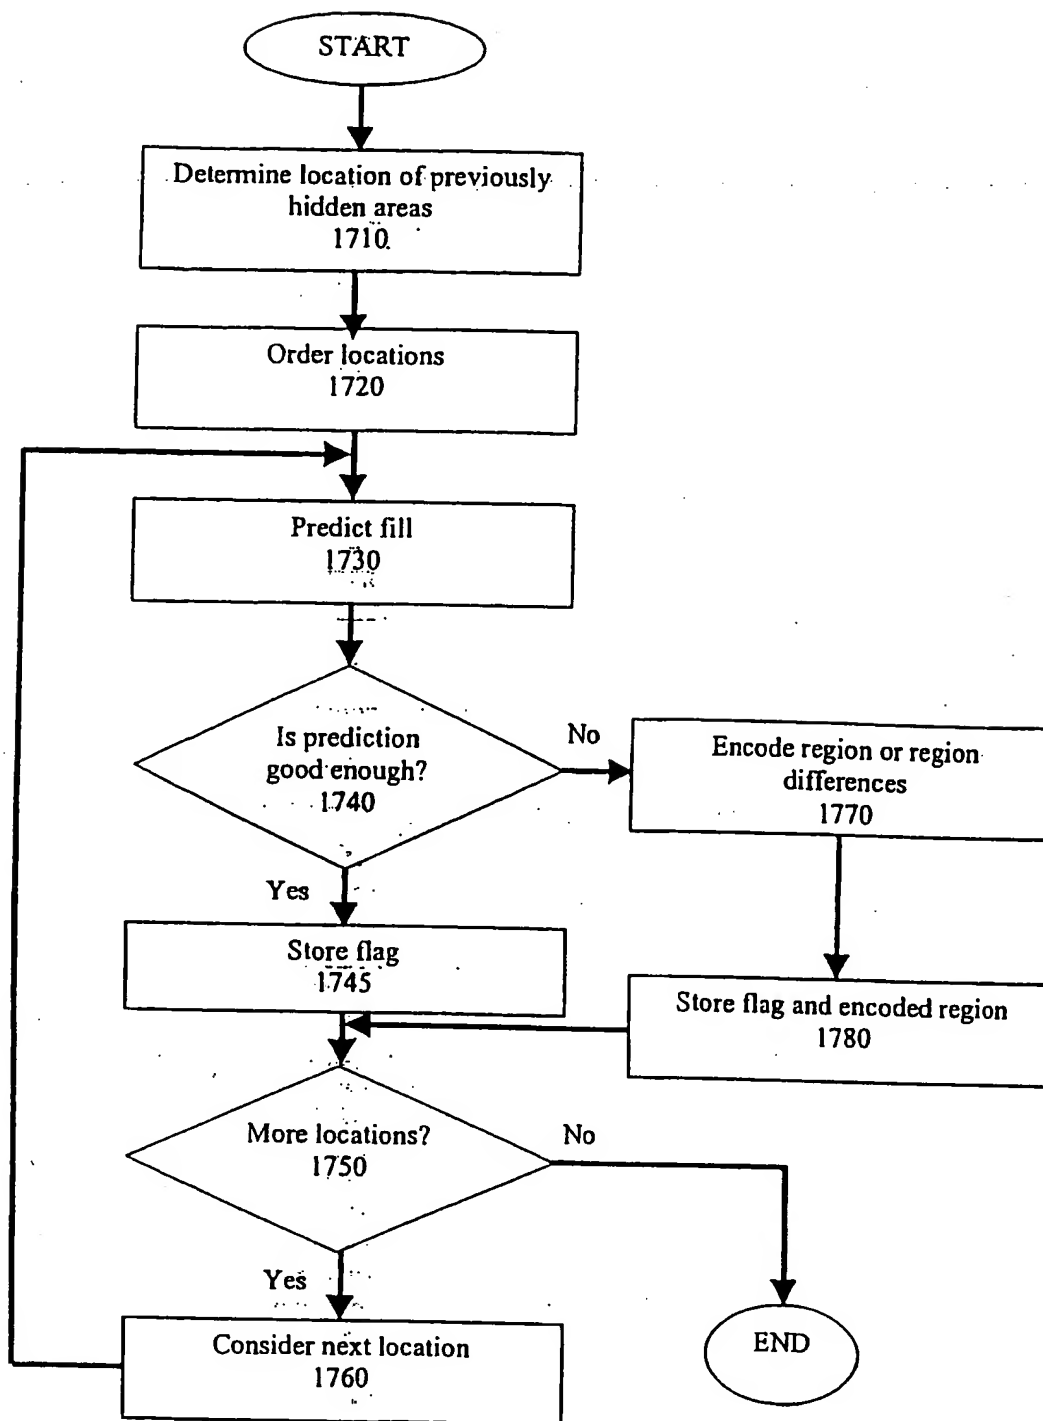 START
Determine location of previously
hidden areas
1710
Order locations
1720
Predict fill
1730
Is prediction
good enough?
1740
No
Encode region or region
differences
1770
Yes
Store flag
1745
Store flag and encoded region
1780
More locations?
1750
No
Yes
Consider next location
1760
END